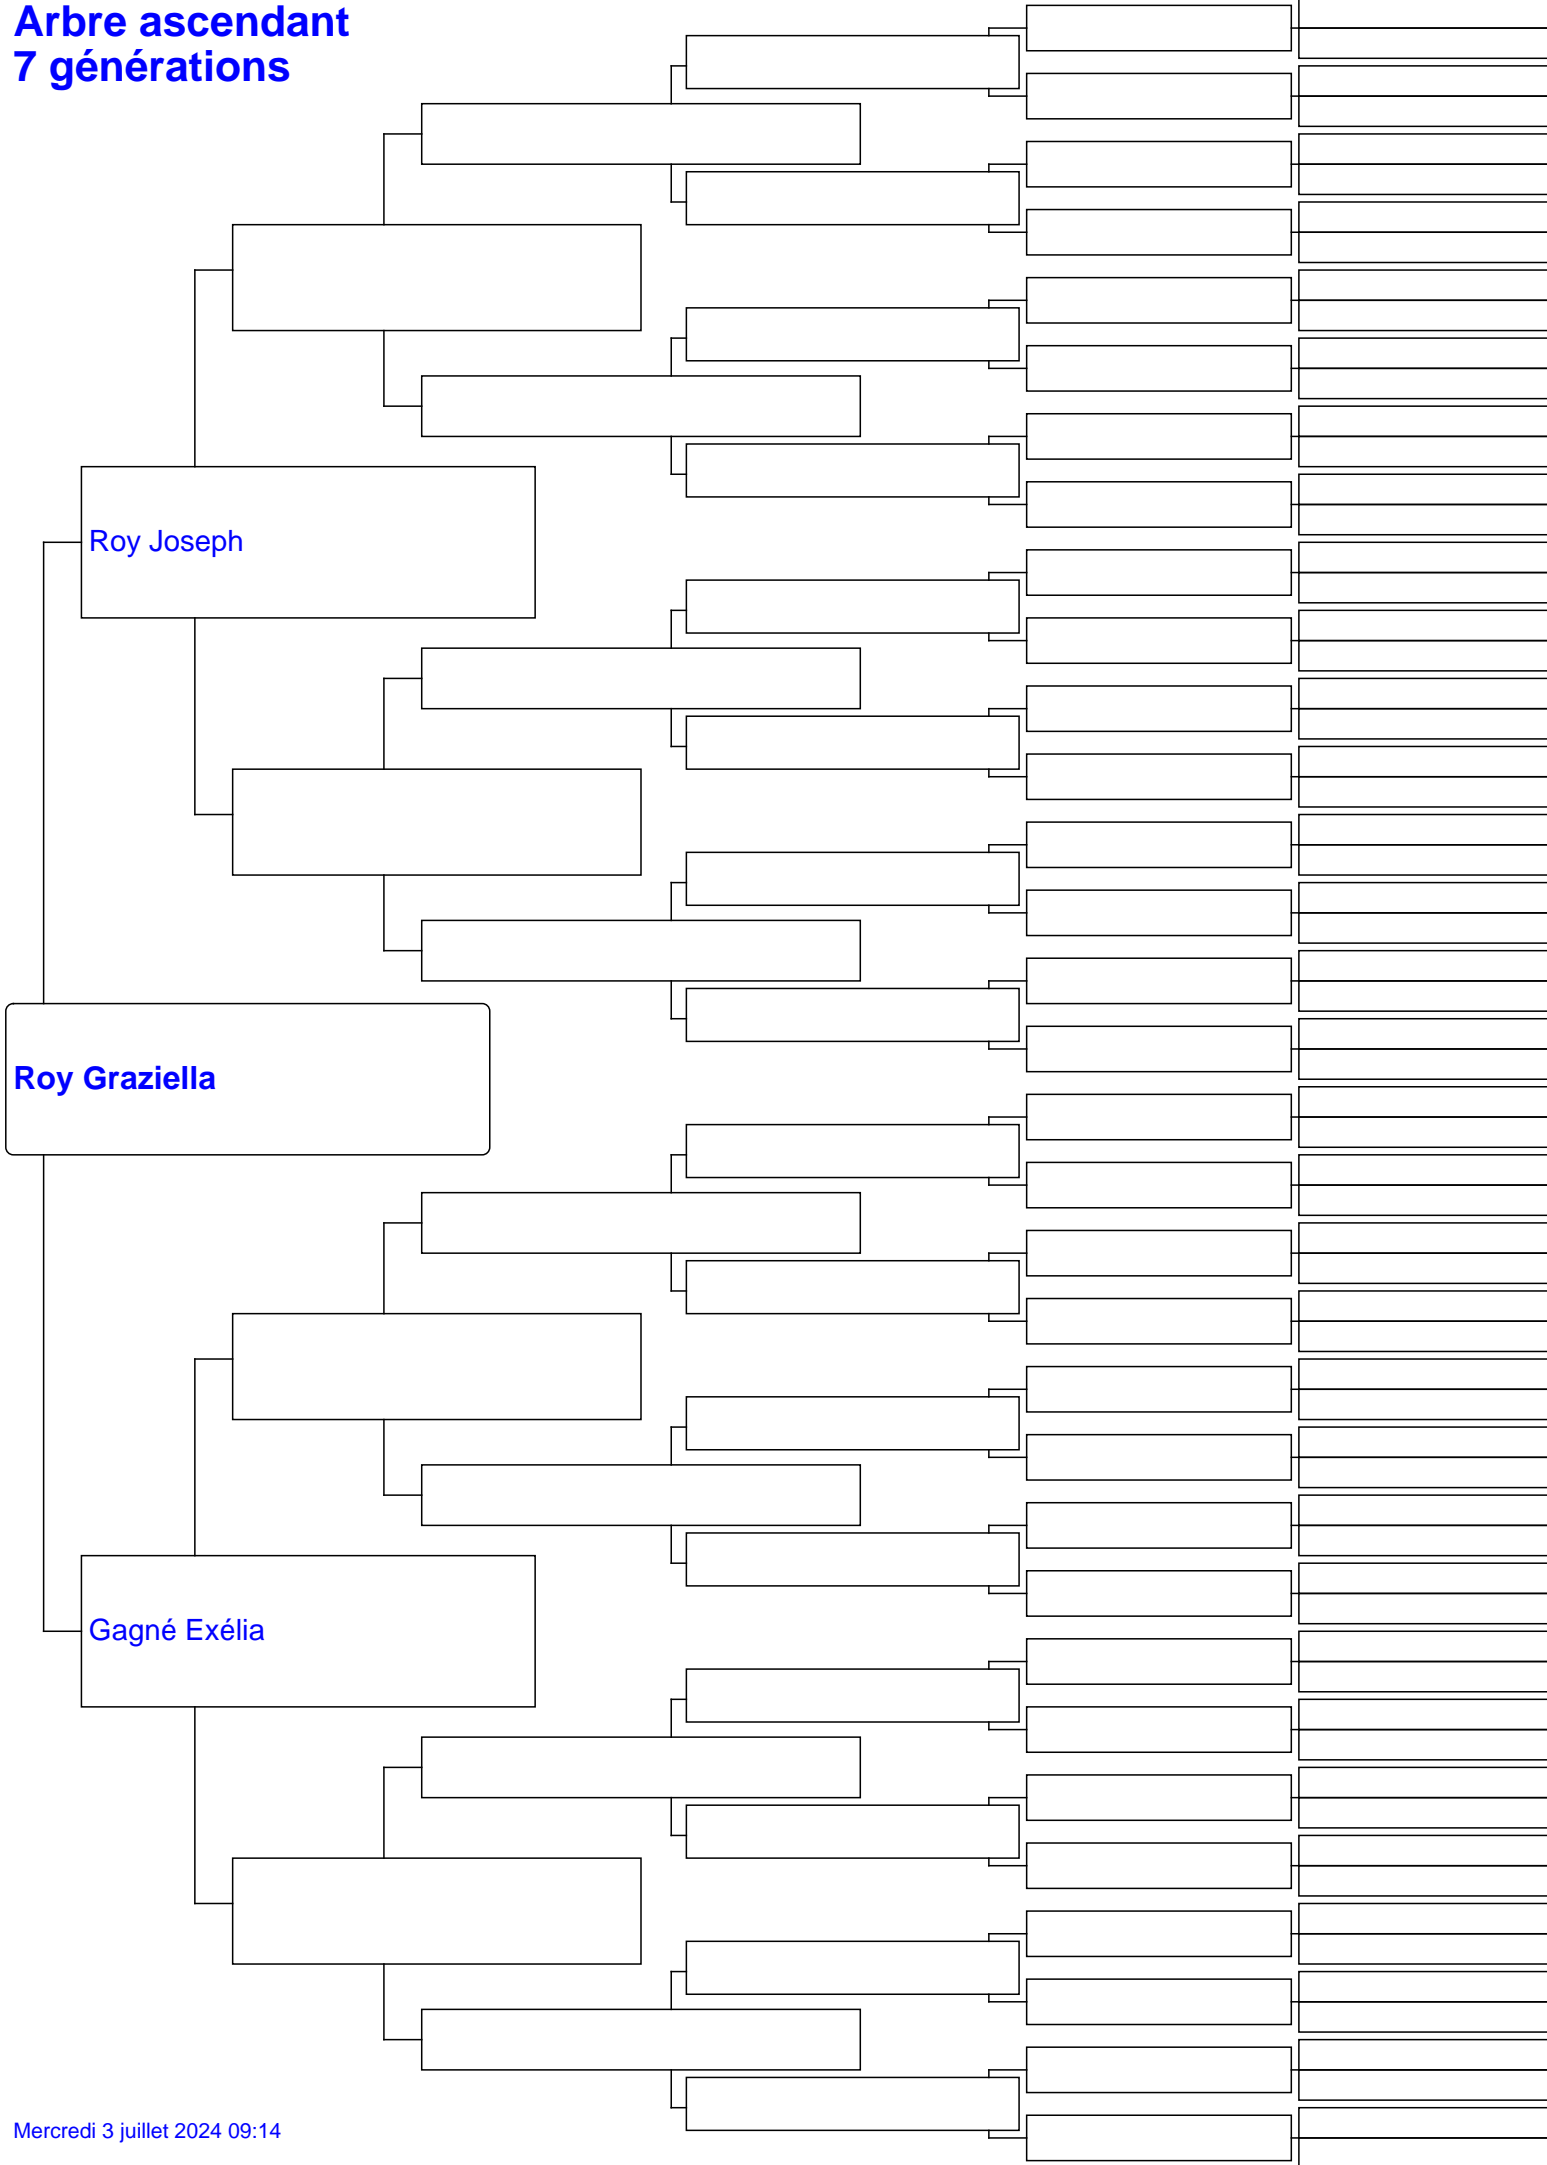 Arbre ascendant
7 générations
Roy Joseph
Roy Graziella
Gagné Exélia
Mercredi 3 juillet 2024 09:14